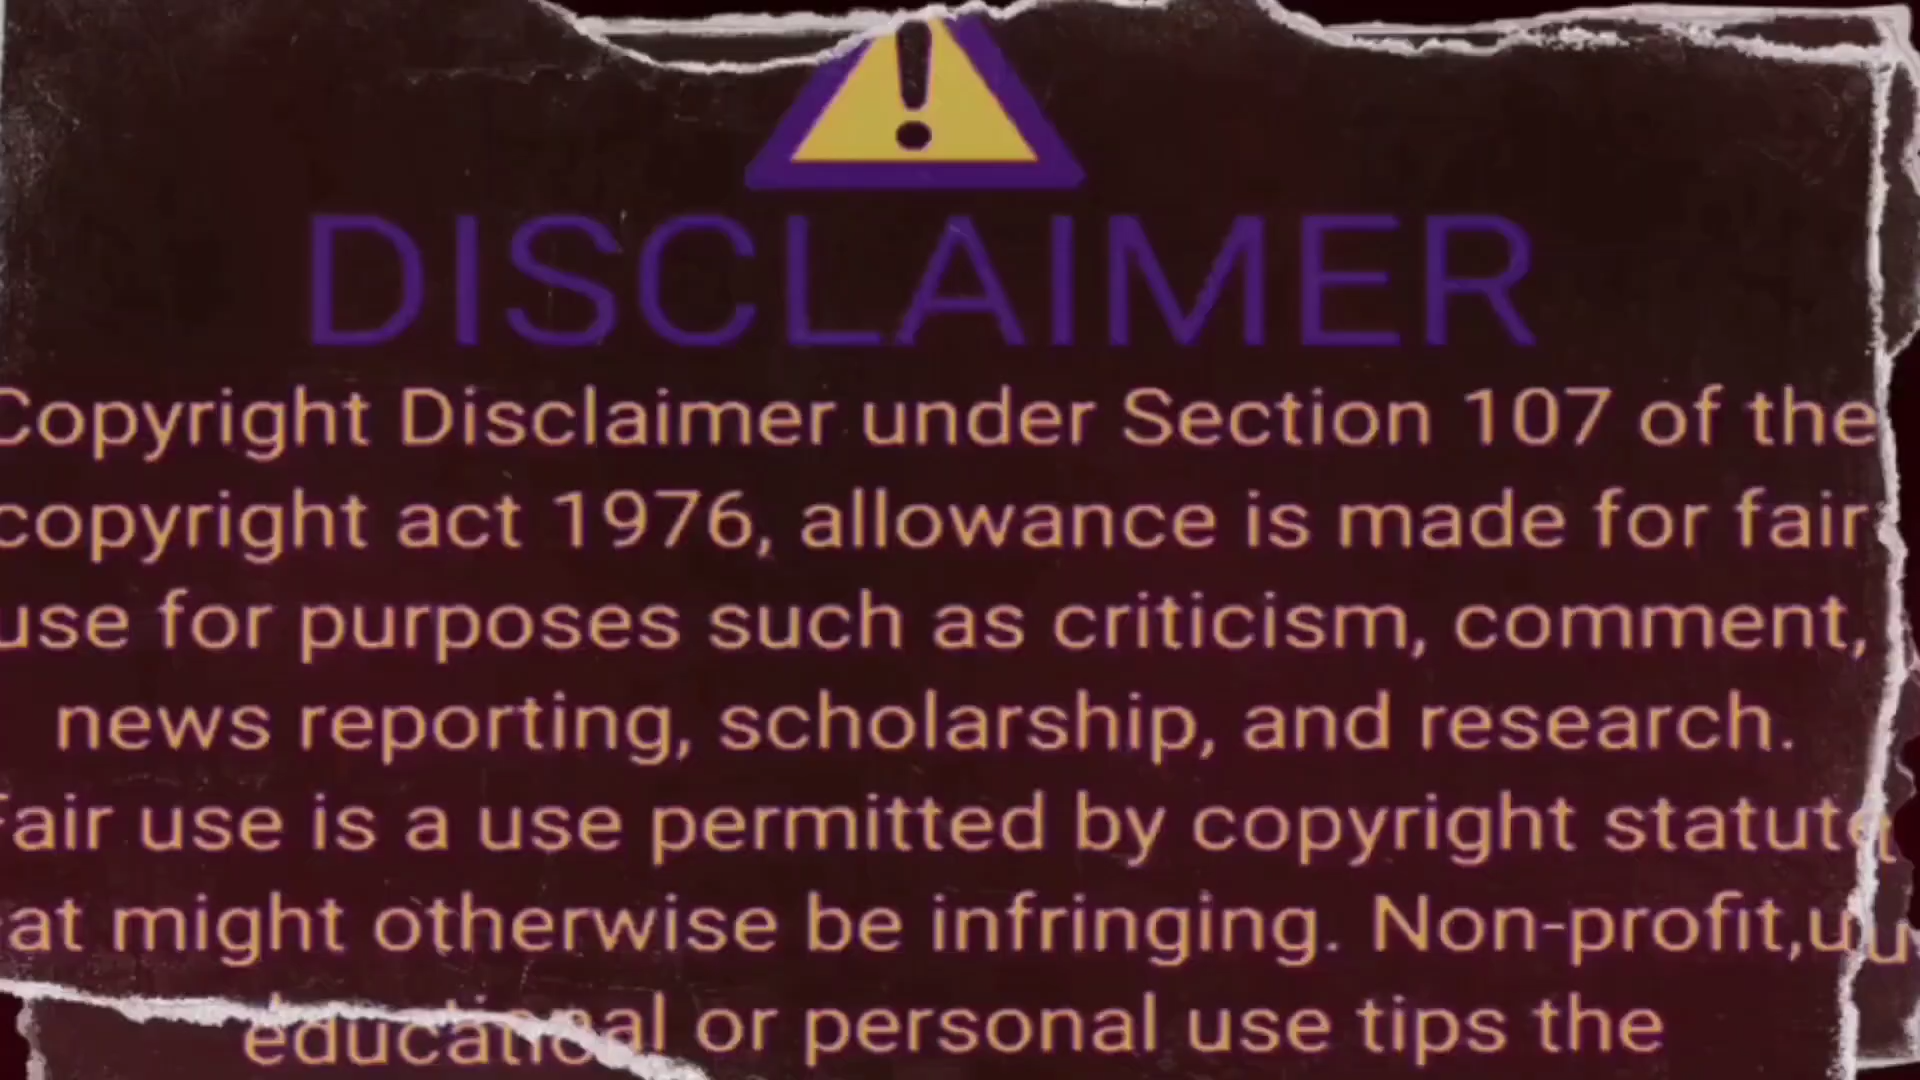 DISCLAIMER
Copyright Disclaimer under Section 107 of the
copyright act 1976, allowance is made for fair
use for purposes such as criticism, comment,
news reporting, scholarship, and research.
Fair use is a use permitted by copyright statute
at might otherwise be infringing. Non-profit,
educational or personal use tips the